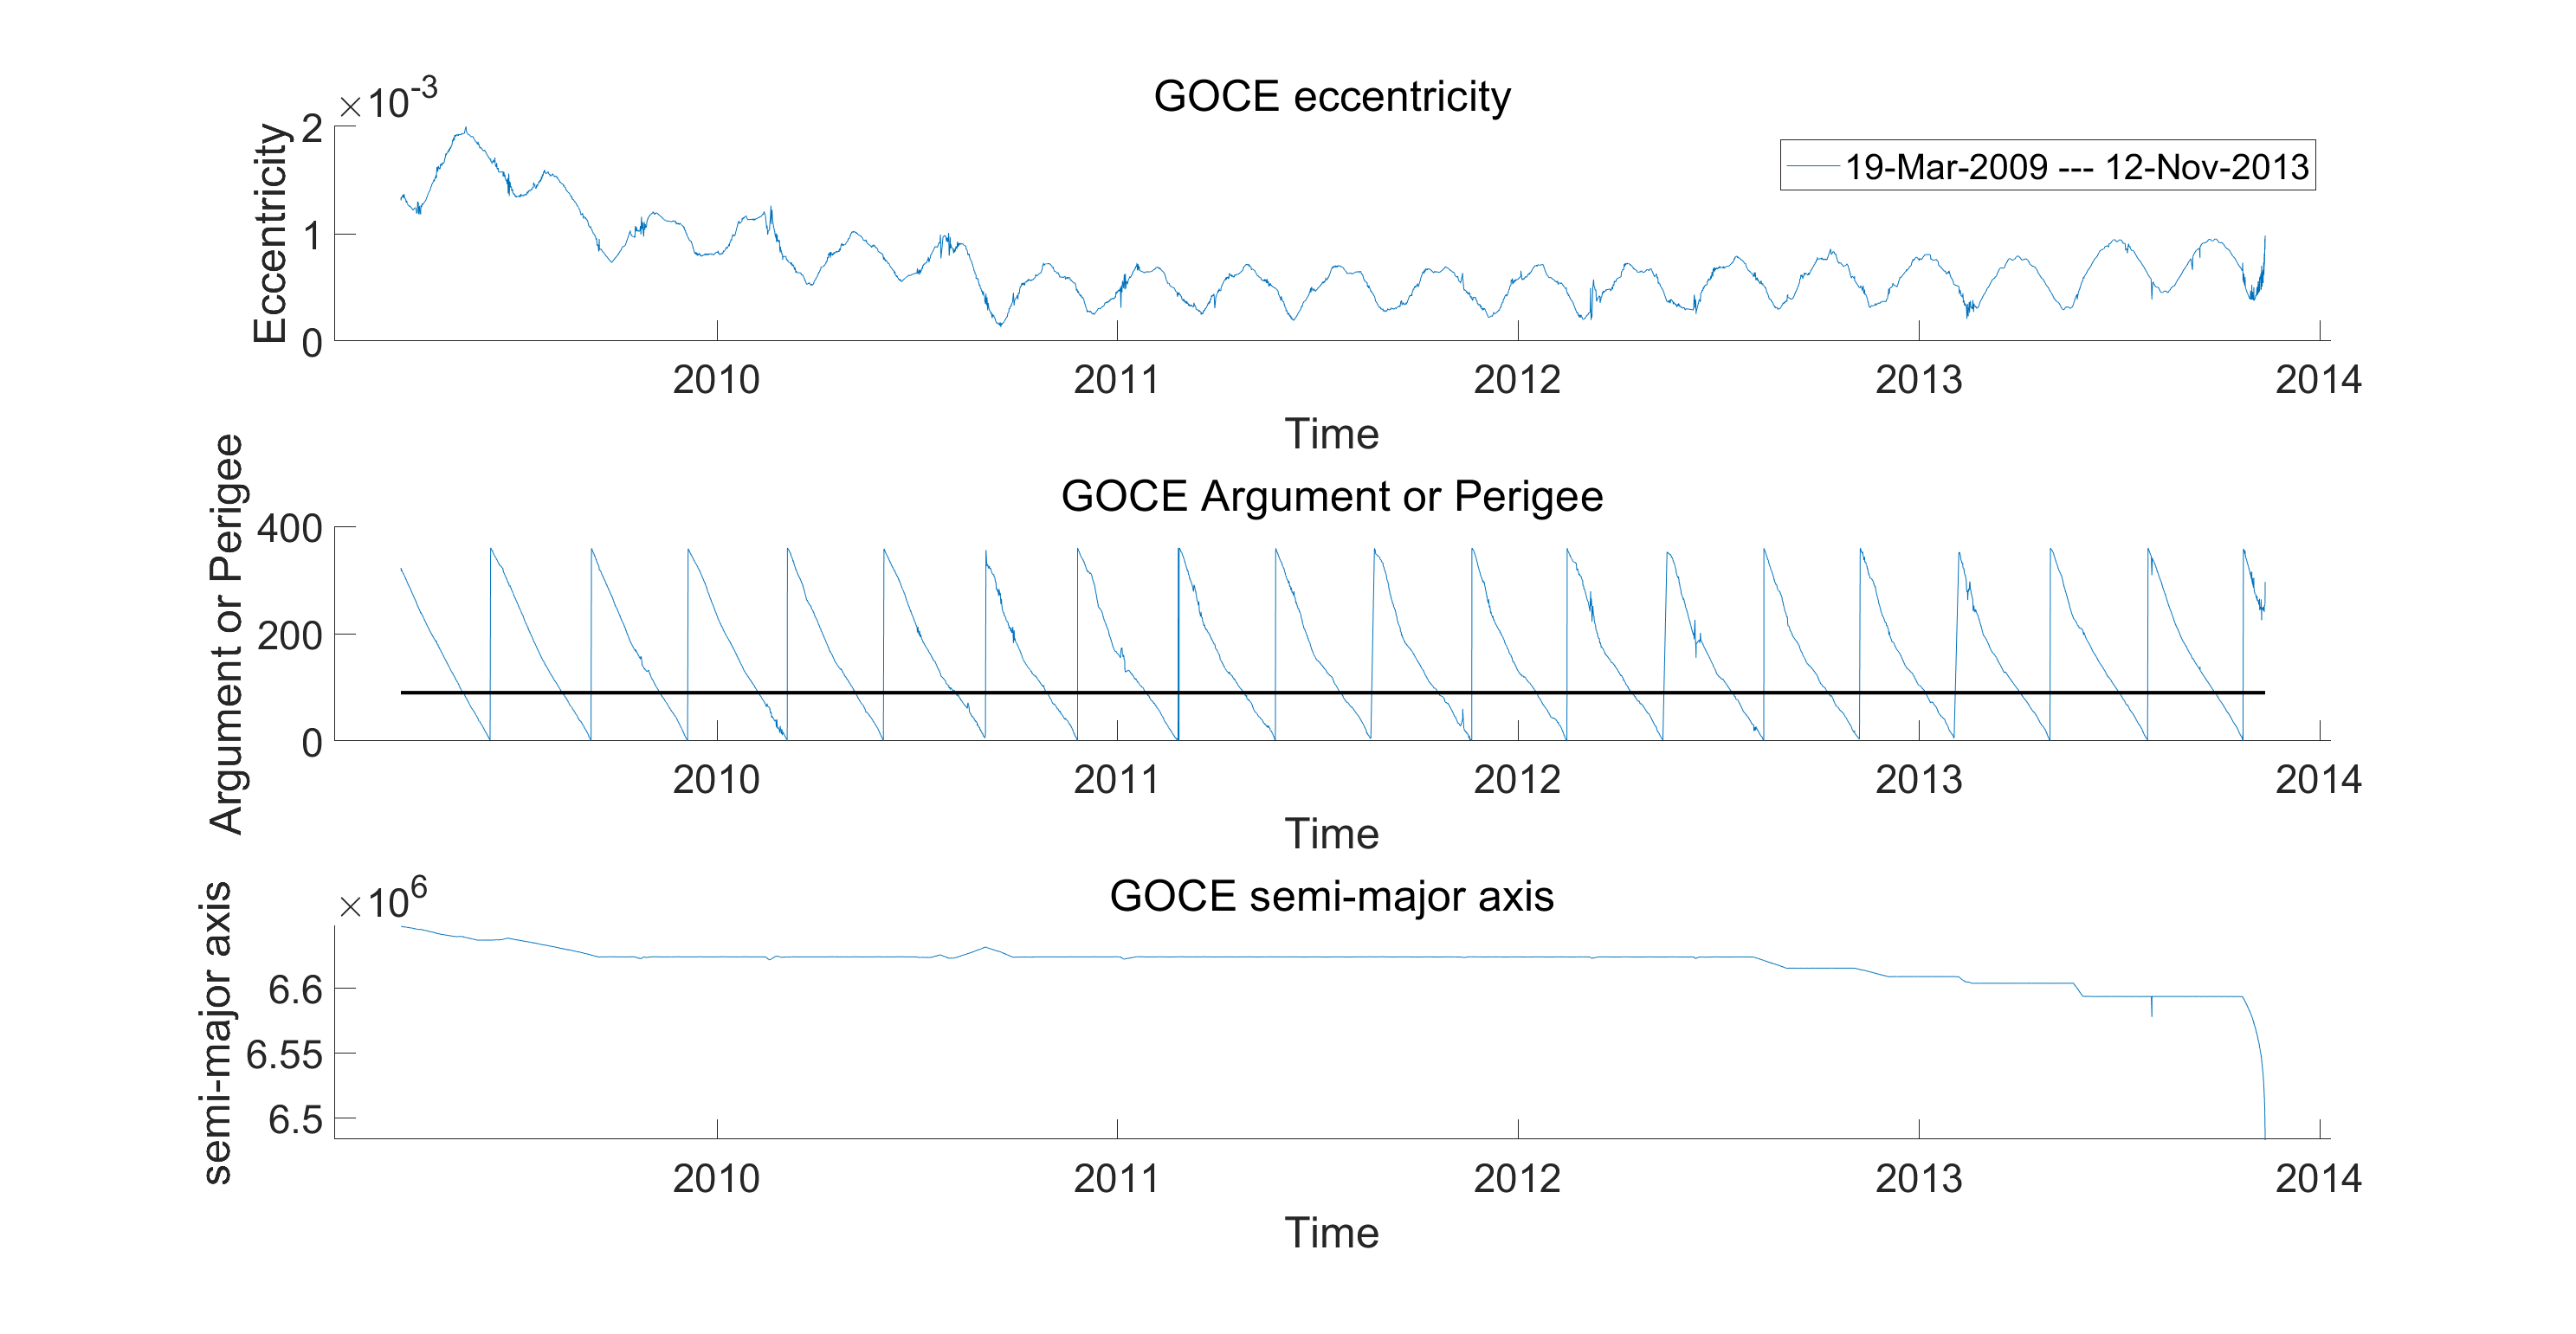 GOCE eccentricity
×10-3
Eccentricity
2
1
0
19-Mar-2009 --- 12-Nov-2013
2010 2011 2012 2013 2014
Time
GOCE Argument or Perigee
Argument or Perigee
400
200
0
2010 2011 2012 2013 2014
Time
GOCE semi-major axis
×106
semi-major axis
6.6
6.55
6.5
2010 2011 2012 2013 2014
Time